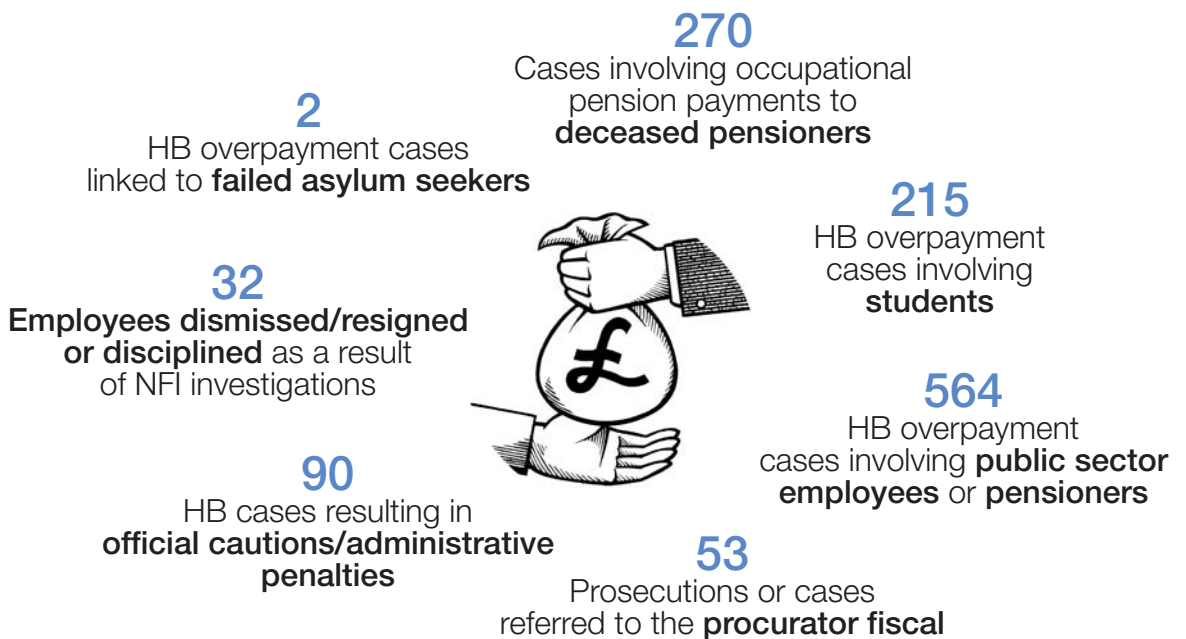 270
Cases involving occupational
pension payments to
deceased pensioners
2
HB overpayment cases
linked to failed asylum seekers
215
HB overpayment
cases involving
students
32
Employees dismissed/resigned
or disciplined as a result
of NFI investigations
£
564
HB overpayment
cases involving public sector
employees or pensioners
90
HB cases resulting in
official cautions/administrative
penalties
53
Prosecutions or cases
referred to the procurator fiscal